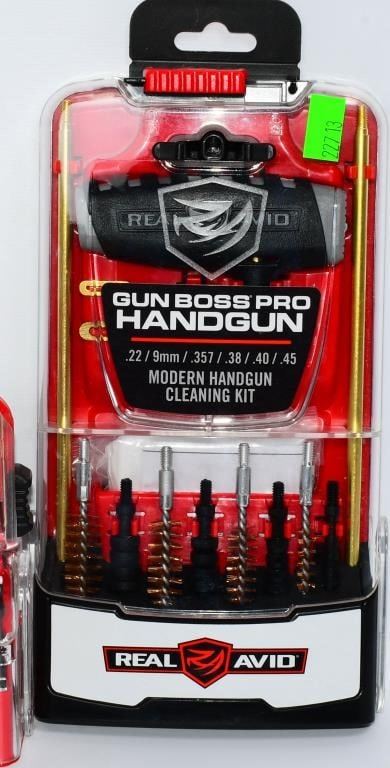 227 13
REAL AVID
GUN BOSS® PRO
HANDGUN
.22 / 9mm / .357 / .38 / .40 / .45
MODERN HANDGUN
CLEANING KIT
REAL AVID®